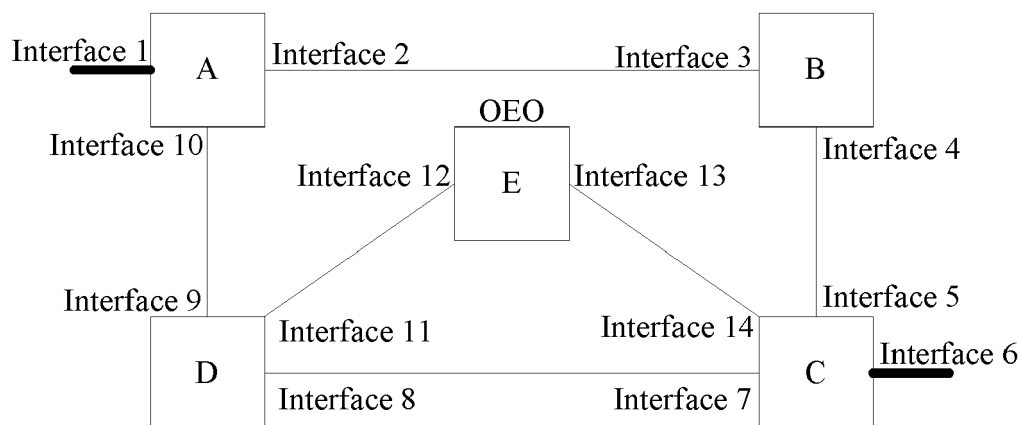 Interface 1
A
Interface 2
Interface 3
B
OEO
Interface 10
Interface 4
Interface 12
E
Interface 13
Interface 9
Interface 5
Interface 11
Interface 14
Interface 6
D
C
Interface 8
Interface 7